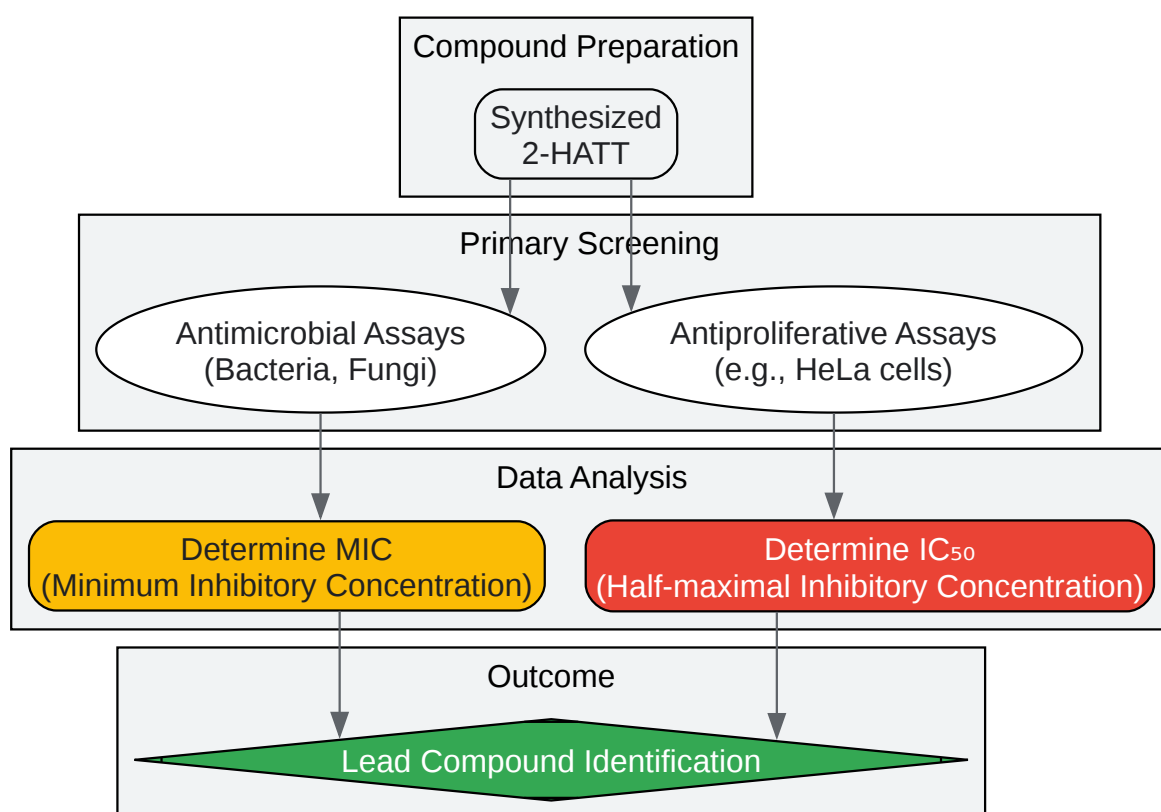 Compound Preparation
Synthesized
2-HATT
Primary Screening
Antimicrobial Assays
(Bacteria, Fungi)
Antiproliferative Assays
(e.g., HeLa cells)
Data Analysis
Determine MIC
(Minimum Inhibitory Concentration)
Determine IC₅₀
(Half-maximal Inhibitory Concentration)
Outcome
Lead Compound Identification